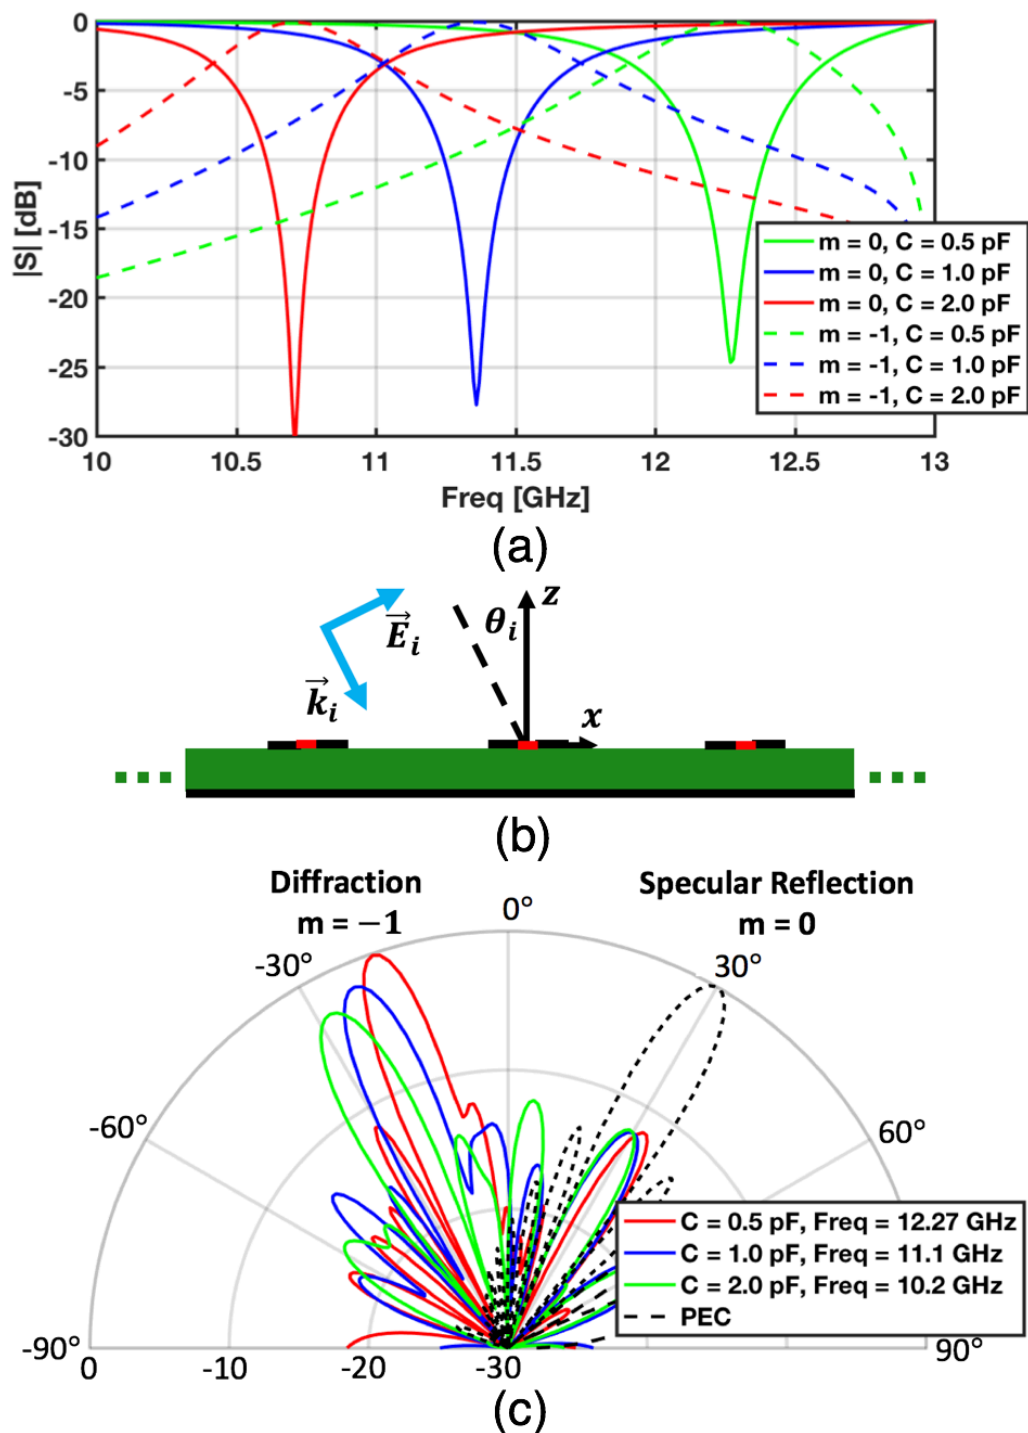 0
-5
-10
-15
-20
-25
-30
|S| [dB]
m = 0, C = 0.5 pF
m = 0, C = 1.0 pF
m = 0, C = 2.0 pF
m = -1, C = 0.5 pF
m = -1, C = 1.0 pF
m = -1, C = 2.0 pF
10 10.5 11 11.5 12 12.5 13
Freq [GHz]
(a)
z
θi
Ei
ki
x
(b)
Diffraction
m = −1
Specular Reflection
m = 0
0°
-30°
30°
-60°
60°
C = 0.5 pF, Freq = 12.27 GHz
C = 1.0 pF, Freq = 11.1 GHz
C = 2.0 pF, Freq = 10.2 GHz
PEC
-90°
90°
0 -10 -20 -30
(c)